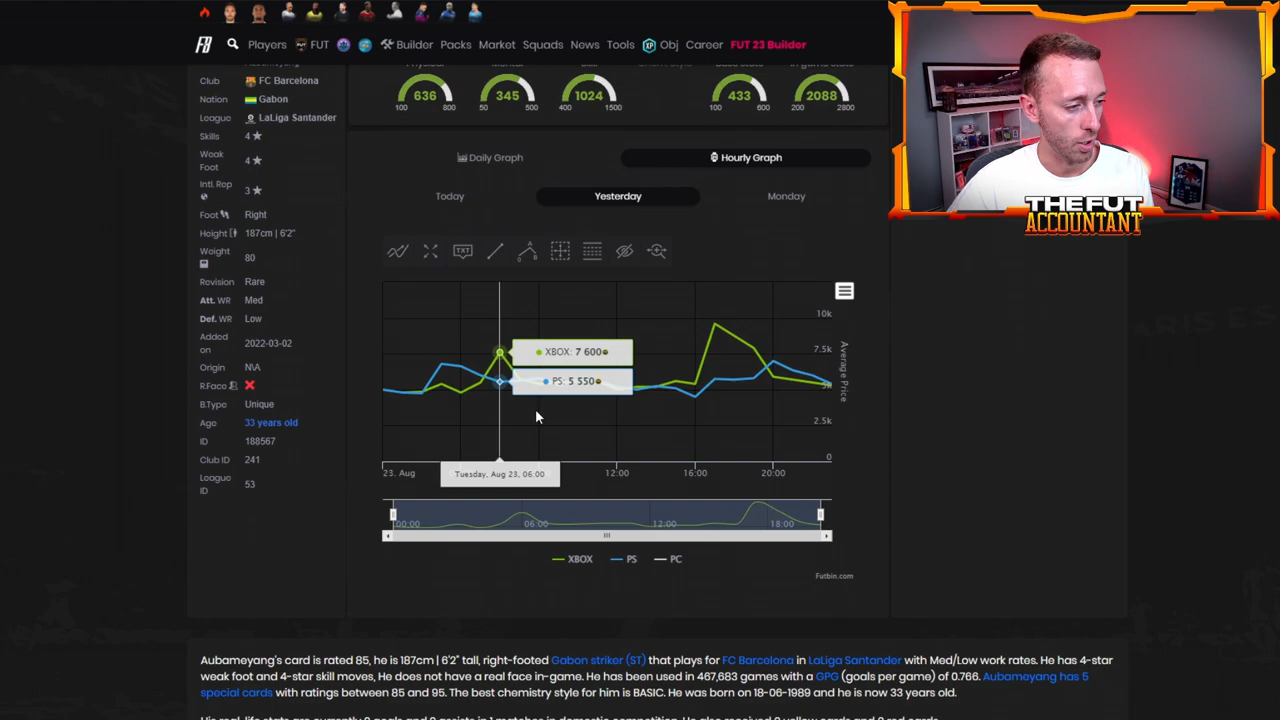 F8 Players FUT Builder Packs Market Squads News Tools XP Obj Career FUT 23 Builder
Club FC Barcelona
Nation Gabon
League LaLiga Santander
Skills 4
Weak Foot 4
Intl. Rep 3
Foot Right
Height 187cm | 6'2"
Weight 80
Revision Rare
Att. WR Med
Def. WR Low
Added on 2022-03-02
Origin N\A
R.Face
B.Type Unique
Age 33 years old
ID 188567
Club ID 241
League ID 53
636 345 1024 433 2088
100 800 50 500 400 1500 100 600 200 2800
Daily Graph Hourly Graph
Today Yesterday Monday
TXT
10k
7.5k
2.5k
0
Average Price
XBOX: 7 600
PS: 5 550
Tuesday, Aug 23, 06:00
23. Aug 12:00 16:00 20:00
00:00 06:00 12:00 18:00
XBOX PS PC
Futbin.com
Aubameyang's card is rated 85, he is 187cm | 6'2" tall, right-footed Gabon striker (ST) that plays for FC Barcelona in LaLiga Santander with Med/Low work rates. He has 4-star
weak foot and 4-star skill moves, He does not have a real face in-game. He has been used in 467,683 games with a GPG (goals per game) of 0.766. Aubameyang has 5
special cards with ratings between 85 and 95. The best chemistry style for him is BASIC. He was born on 18-06-1989 and he is now 33 years old.
THE FUT
ACCOUNTANT